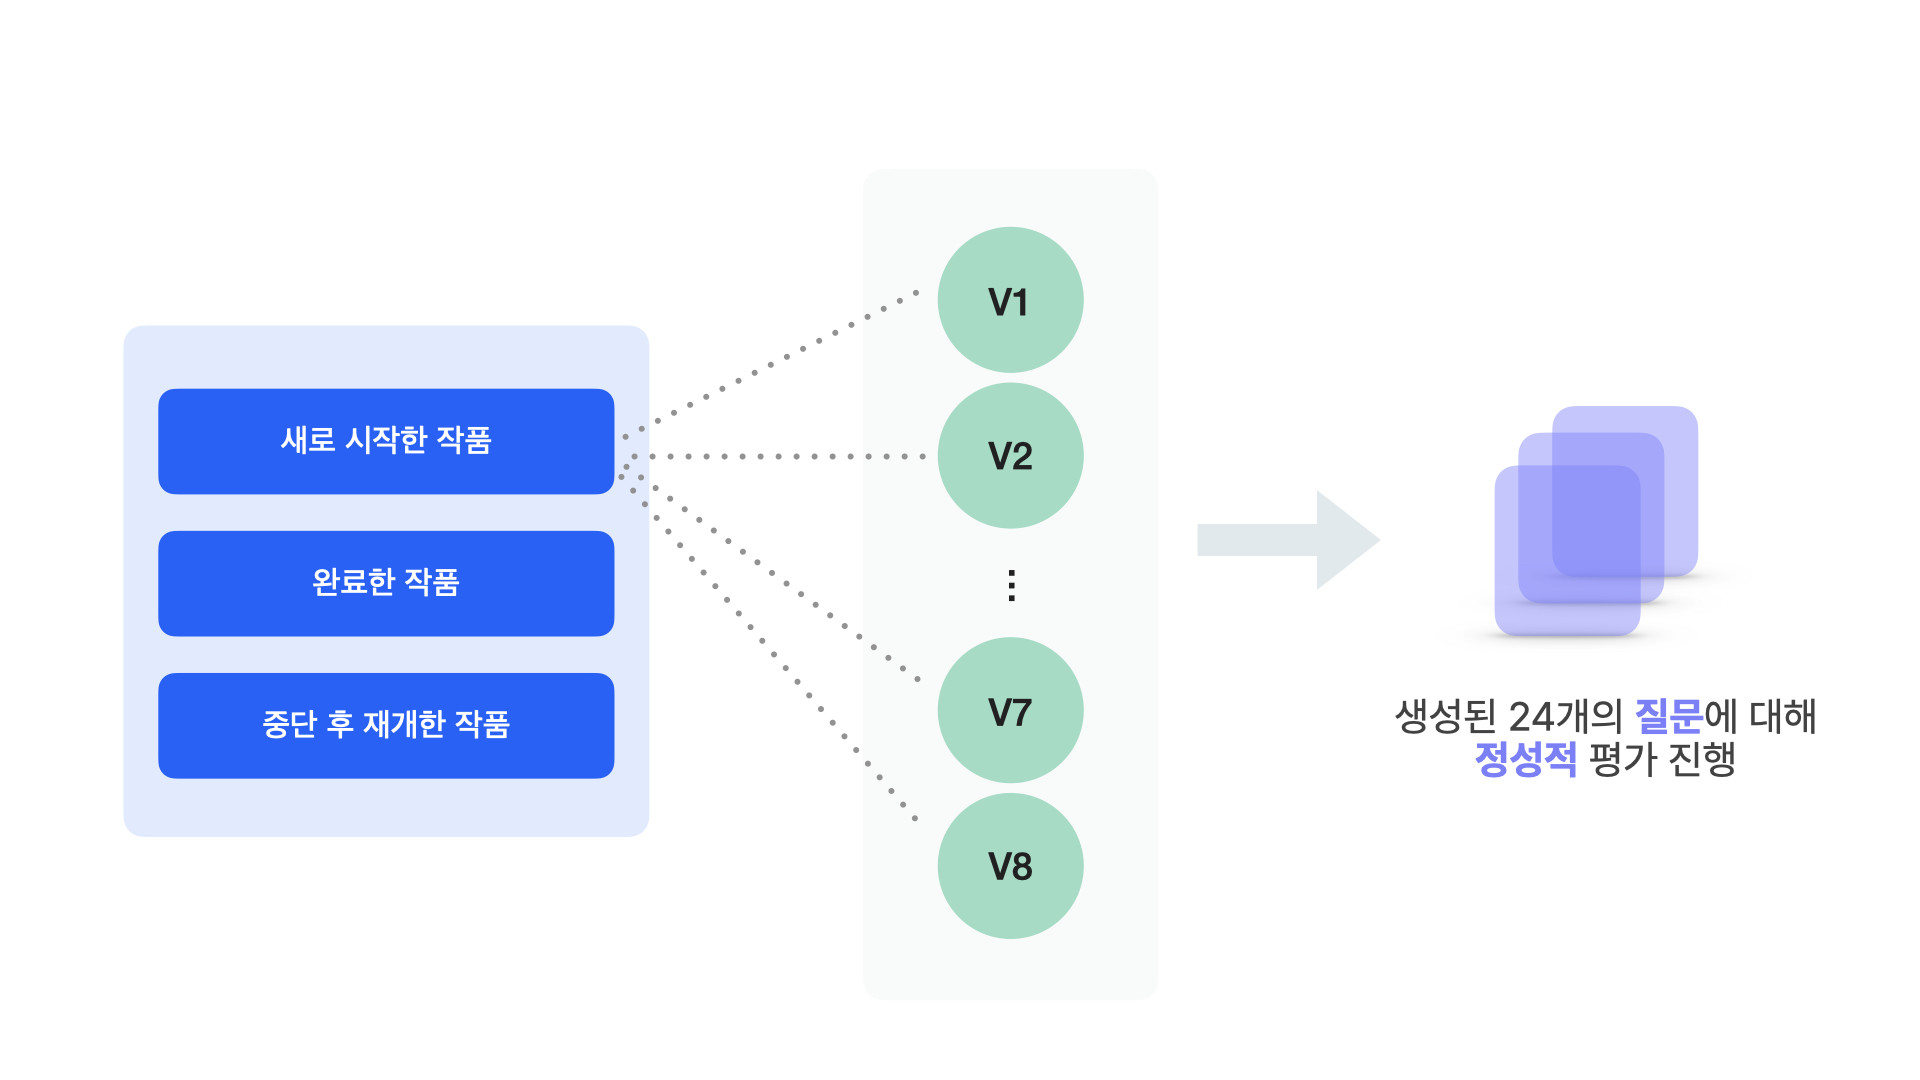 새로 시작한 작품
완료한 작품
중단 후 재개한 작품
V1
V2
⋮
V7
V8
생성된 24개의 질문에 대해
정성적 평가 진행